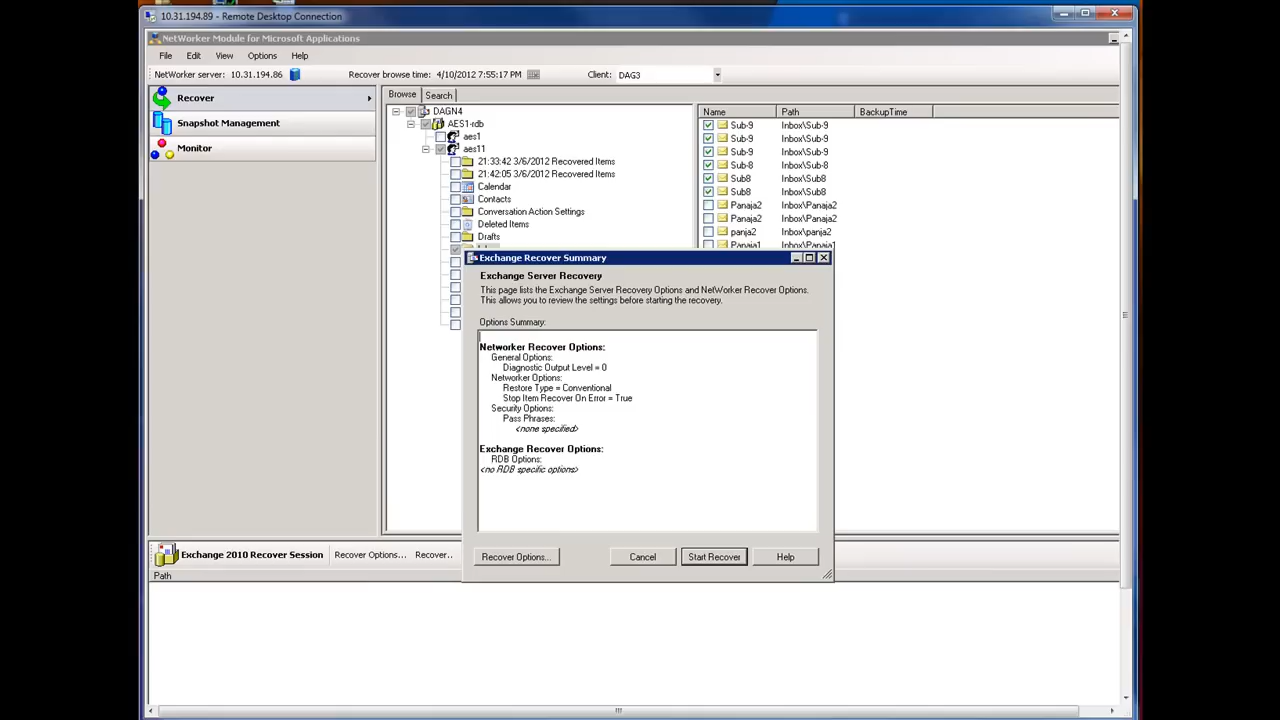 10.31.194.89 - Remote Desktop Connection
NetWorker Module for Microsoft Applications
File Edit View Options Help
NetWorker server: 10.31.194.86 Recover browse time: 4/10/2012 7:55:17 PM Client: DAG3
Recover
Snapshot Management
Monitor
Browse Search
DAGN4
AES1-rdb
aes1
aes11
21:33:42 3/6/2012 Recovered Items
21:42:05 3/6/2012 Recovered Items
Calendar
Contacts
Conversation Action Settings
Deleted Items
Drafts
Name Path BackupTime
Sub-9 Inbox\Sub-9
Sub-9 Inbox\Sub-9
Sub-9 Inbox\Sub-9
Sub-8 Inbox\Sub-8
Sub8 Inbox\Sub8
Sub8 Inbox\Sub8
Panaja2 Inbox\Panaja2
Panaja2 Inbox\Panaja2
panja2 Inbox\panja2
Panaja1 Inbox\Panaja1
Exchange Recover Summary
Exchange Server Recovery
This page lists the Exchange Server Recovery Options and NetWorker Recover Options.
This allows you to review the settings before starting the recovery.
Options Summary:
Networker Recover Options:
General Options:
Diagnostic Output Level = 0
Networker Options:
Restore Type = Conventional
Stop Item Recover On Error = True
Security Options:
Pass Phrases:
<none specified>
Exchange Recover Options:
RDB Options:
<no RDB specific options>
Recover Options... Cancel Start Recover Help
Exchange 2010 Recover Session Recover Options... Recover..
Path